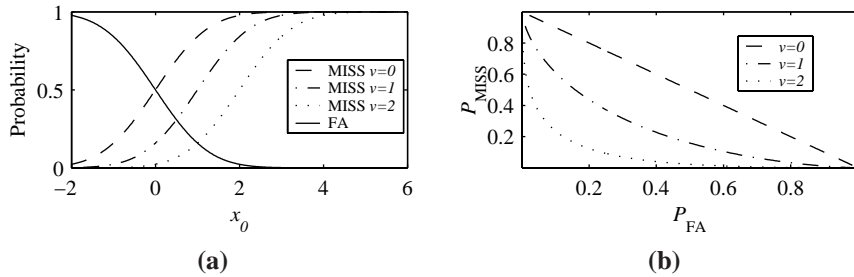 Probability
1
0.5
0
−2
0
2
4
6
x0
MISS v=0
MISS v=1
MISS v=2
FA
(a)
PMISS
0.8
0.6
0.4
0.2
0.2
0.4
0.6
0.8
PFA
v=0
v=1
v=2
(b)